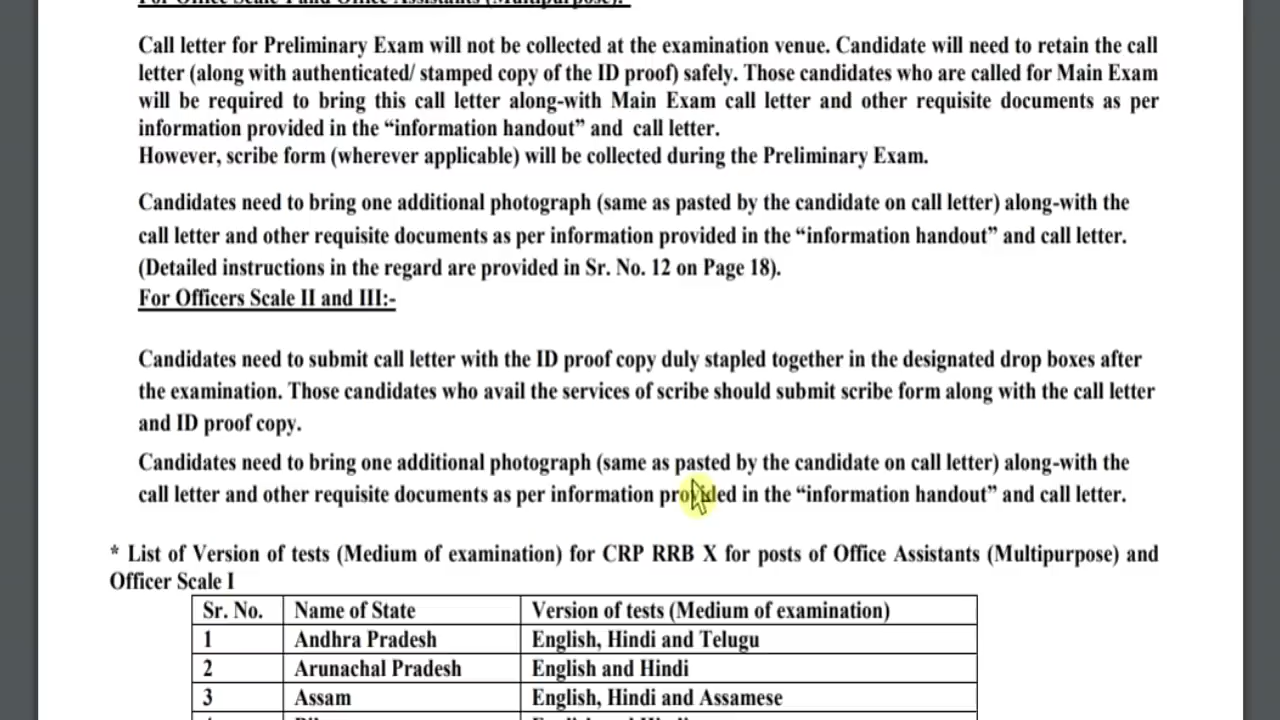 Call letter for Preliminary Exam will not be collected at the examination venue. Candidate will need to retain the call
letter (along with authenticated/ stamped copy of the ID proof) safely. Those candidates who are called for Main Exam
will be required to bring this call letter along-with Main Exam call letter and other requisite documents as per
information provided in the “information handout” and call letter.
However, scribe form (wherever applicable) will be collected during the Preliminary Exam.
Candidates need to bring one additional photograph (same as pasted by the candidate on call letter) along-with the
call letter and other requisite documents as per information provided in the “information handout” and call letter.
(Detailed instructions in the regard are provided in Sr. No. 12 on Page 18).
For Officers Scale II and III:-
Candidates need to submit call letter with the ID proof copy duly stapled together in the designated drop boxes after
the examination. Those candidates who avail the services of scribe should submit scribe form along with the call letter
and ID proof copy.
Candidates need to bring one additional photograph (same as pasted by the candidate on call letter) along-with the
call letter and other requisite documents as per information provided in the “information handout” and call letter.
* List of Version of tests (Medium of examination) for CRP RRB X for posts of Office Assistants (Multipurpose) and
Officer Scale I
Sr. No. Name of State Version of tests (Medium of examination)
1 Andhra Pradesh English, Hindi and Telugu
2 Arunachal Pradesh English and Hindi
3 Assam English, Hindi and Assamese